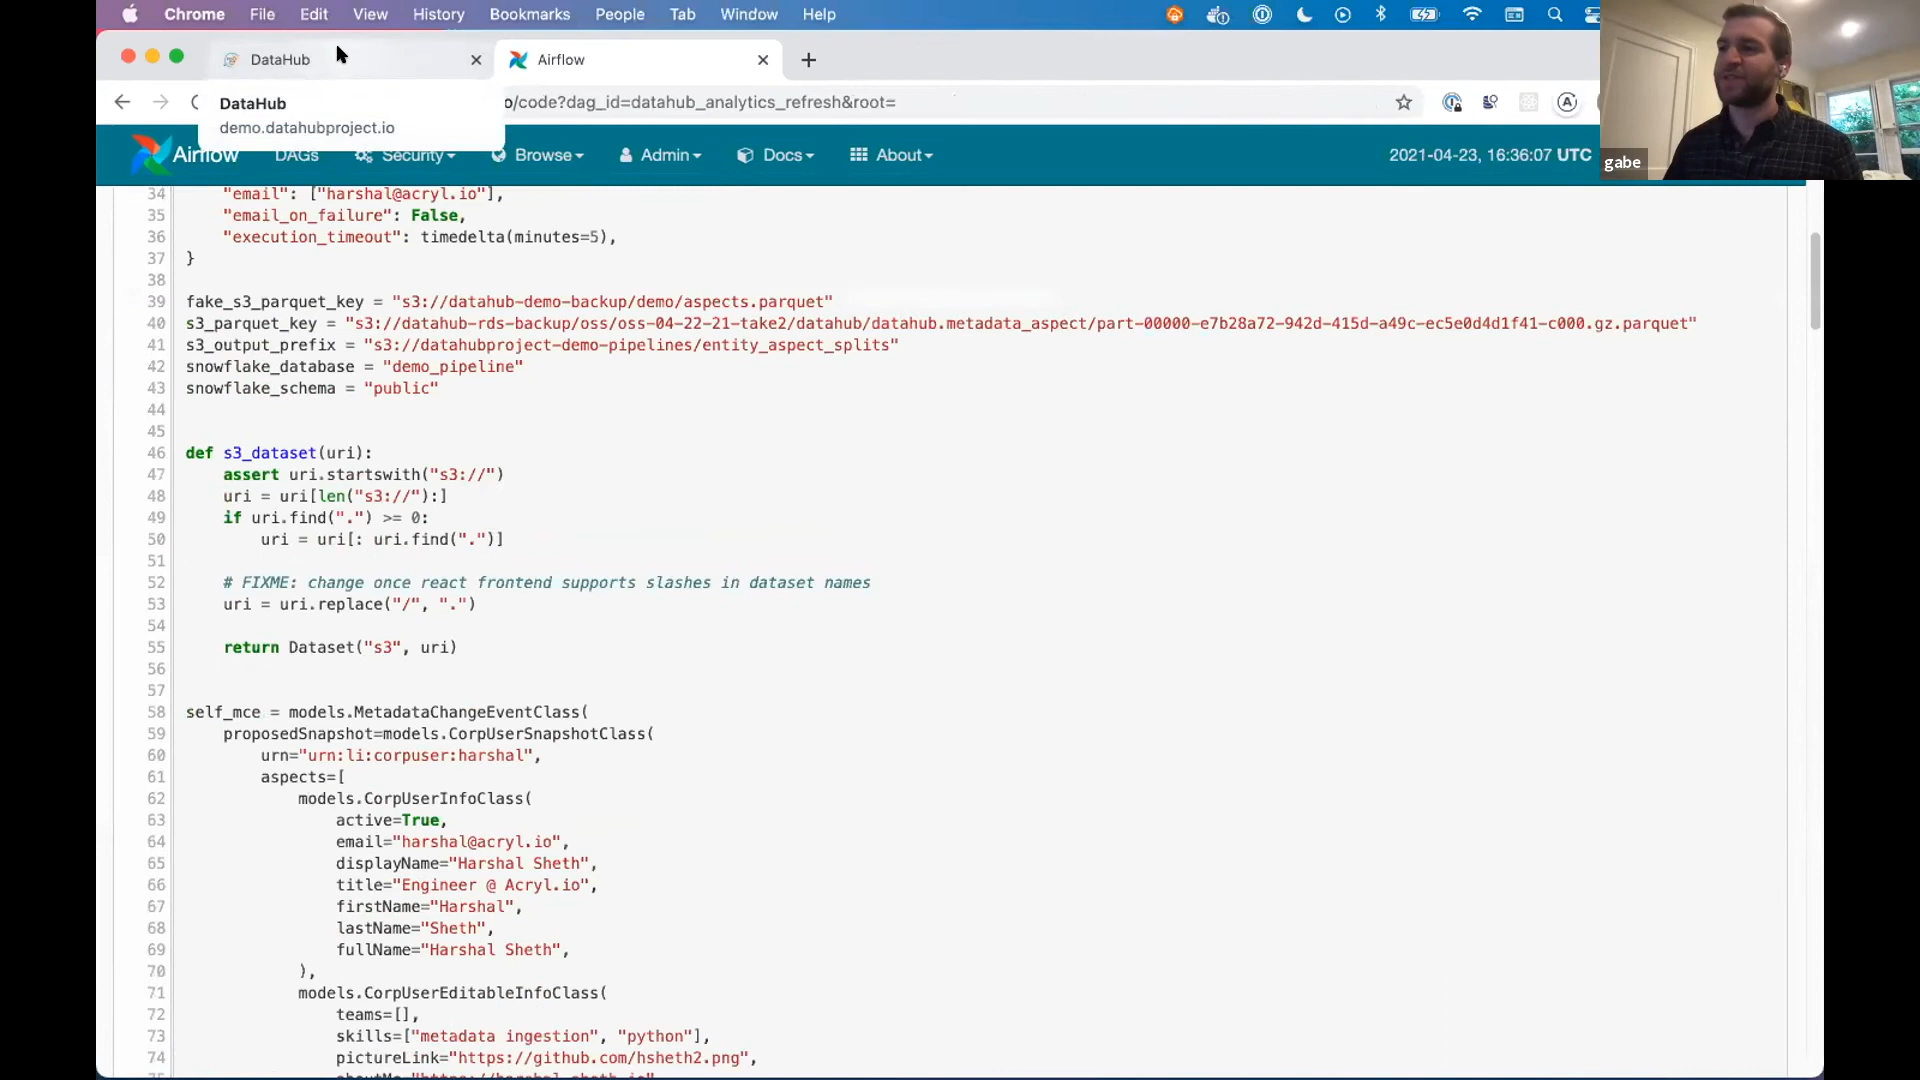 Chrome File Edit View History Bookmarks People Tab Window Help
DataHub
Airflow
DataHub
demo.datahubproject.io
o/code?dag_id=datahub_analytics_refresh&root=
Airflow DAGs Security Browse Admin Docs About
2021-04-23, 16:36:07 UTC
gabe
34 "email": ["harshal@acryl.io"],
35 "email_on_failure": False,
36 "execution_timeout": timedelta(minutes=5),
37 }
38
39 fake_s3_parquet_key = "s3://datahub-demo-backup/demo/aspects.parquet"
40 s3_parquet_key = "s3://datahub-rds-backup/oss/oss-04-22-21-take2/datahub/datahub.metadata_aspect/part-00000-e7b28a72-942d-415d-a49c-ec5e0d4d1f41-c000.gz.parquet"
41 s3_output_prefix = "s3://datahubproject-demo-pipelines/entity_aspect_splits"
42 snowflake_database = "demo_pipeline"
43 snowflake_schema = "public"
44
45
46 def s3_dataset(uri):
47 assert uri.startswith("s3://")
48 uri = uri[len("s3://"):]
49 if uri.find(".") >= 0:
50 uri = uri[: uri.find(".")]
51
52 # FIXME: change once react frontend supports slashes in dataset names
53 uri = uri.replace("/", ".")
54
55 return Dataset("s3", uri)
56
57
58 self_mce = models.MetadataChangeEventClass(
59 proposedSnapshot=models.CorpUserSnapshotClass(
60 urn="urn:li:corpuser:harshal",
61 aspects=[
62 models.CorpUserInfoClass(
63 active=True,
64 email="harshal@acryl.io",
65 displayName="Harshal Sheth",
66 title="Engineer @ Acryl.io",
67 firstName="Harshal",
68 lastName="Sheth",
69 fullName="Harshal Sheth",
70 ),
71 models.CorpUserEditableInfoClass(
72 teams=[],
73 skills=["metadata ingestion", "python"],
74 pictureLink="https://github.com/hsheth2.png",